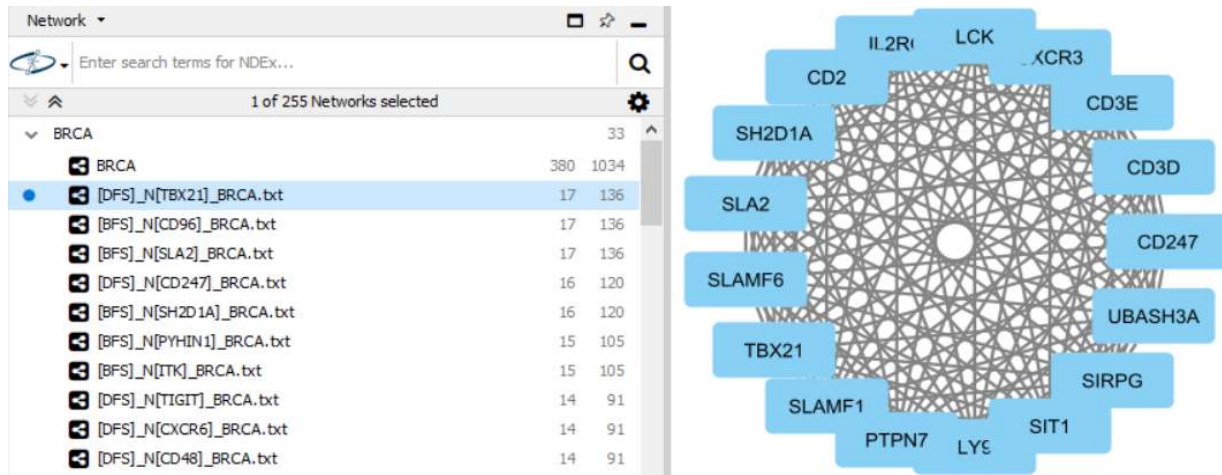 Network
Enter search terms for NDEx...
1 of 255 Networks selected
BRCA 33
BRCA 380 1034
[DFS]_N[TBX21]_BRCA.txt 17 136
[BFS]_N[CD96]_BRCA.txt 17 136
[BFS]_N[SLA2]_BRCA.txt 17 136
[DFS]_N[CD247]_BRCA.txt 16 120
[BFS]_N[SH2D1A]_BRCA.txt 16 120
[BFS]_N[PYHIN1]_BRCA.txt 15 105
[BFS]_N[ITK]_BRCA.txt 15 105
[DFS]_N[TIGIT]_BRCA.txt 14 91
[DFS]_N[CXCR6]_BRCA.txt 14 91
[DFS]_N[CD48]_BRCA.txt 14 91
LCK
XCR3
CD2
CD3E
SH2D1A
CD3D
SLA2
CD247
SLAMF6
UBASH3A
TBX21
SIRPG
SLAMF1
SIT1
PTPN7
LY9